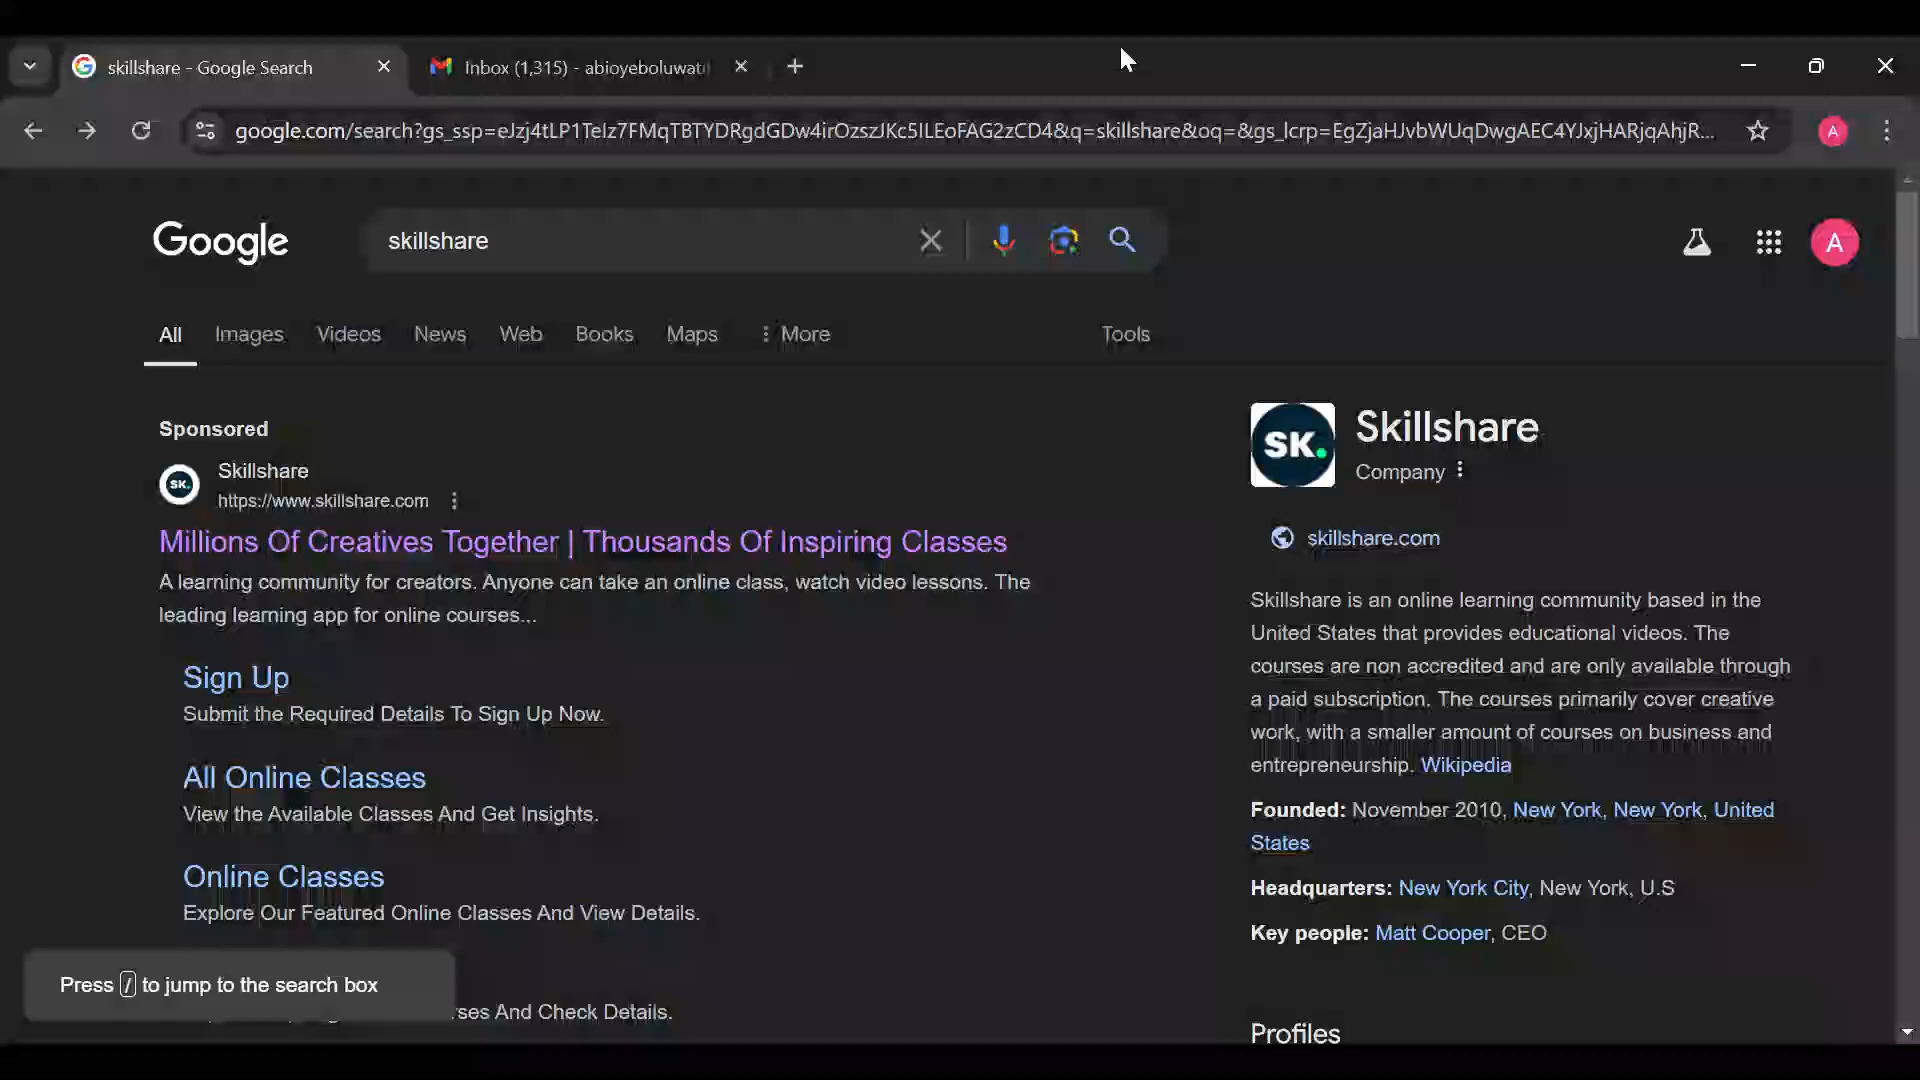 skillshare - Google Search
Inbox (1,315) - abioyeboluwati
google.com/search?gs_ssp=eJzj4tLP1TeIz7FMqTBTYDRgdGDw4irOzszJKc5ILEoFAG2zCD4&q=skillshare&oq=&gs_lcrp=EgZjaHJvbWUqDwgAEC4YJxjHARjqAhjR...
A
Google
skillshare
A
All
Images
Videos
News
Web
Books
Maps
More
Tools
Sponsored
SK.
Skillshare
https://www.skillshare.com
Millions Of Creatives Together | Thousands Of Inspiring Classes
A learning community for creators. Anyone can take an online class, watch video lessons. The
leading learning app for online courses...
Sign Up
Submit the Required Details To Sign Up Now.
All Online Classes
View the Available Classes And Get Insights.
Online Classes
Explore Our Featured Online Classes And View Details.
Press / to jump to the search box
And Check Details.
SK.
Skillshare
Company
skillshare.com
Skillshare is an online learning community based in the
United States that provides educational videos. The
courses are non accredited and are only available through
a paid subscription. The courses primarily cover creative
work, with a smaller amount of courses on business and
entrepreneurship. Wikipedia
Founded: November 2010, New York, New York, United
States
Headquarters: New York City, New York, U.S
Key people: Matt Cooper, CEO
Profiles